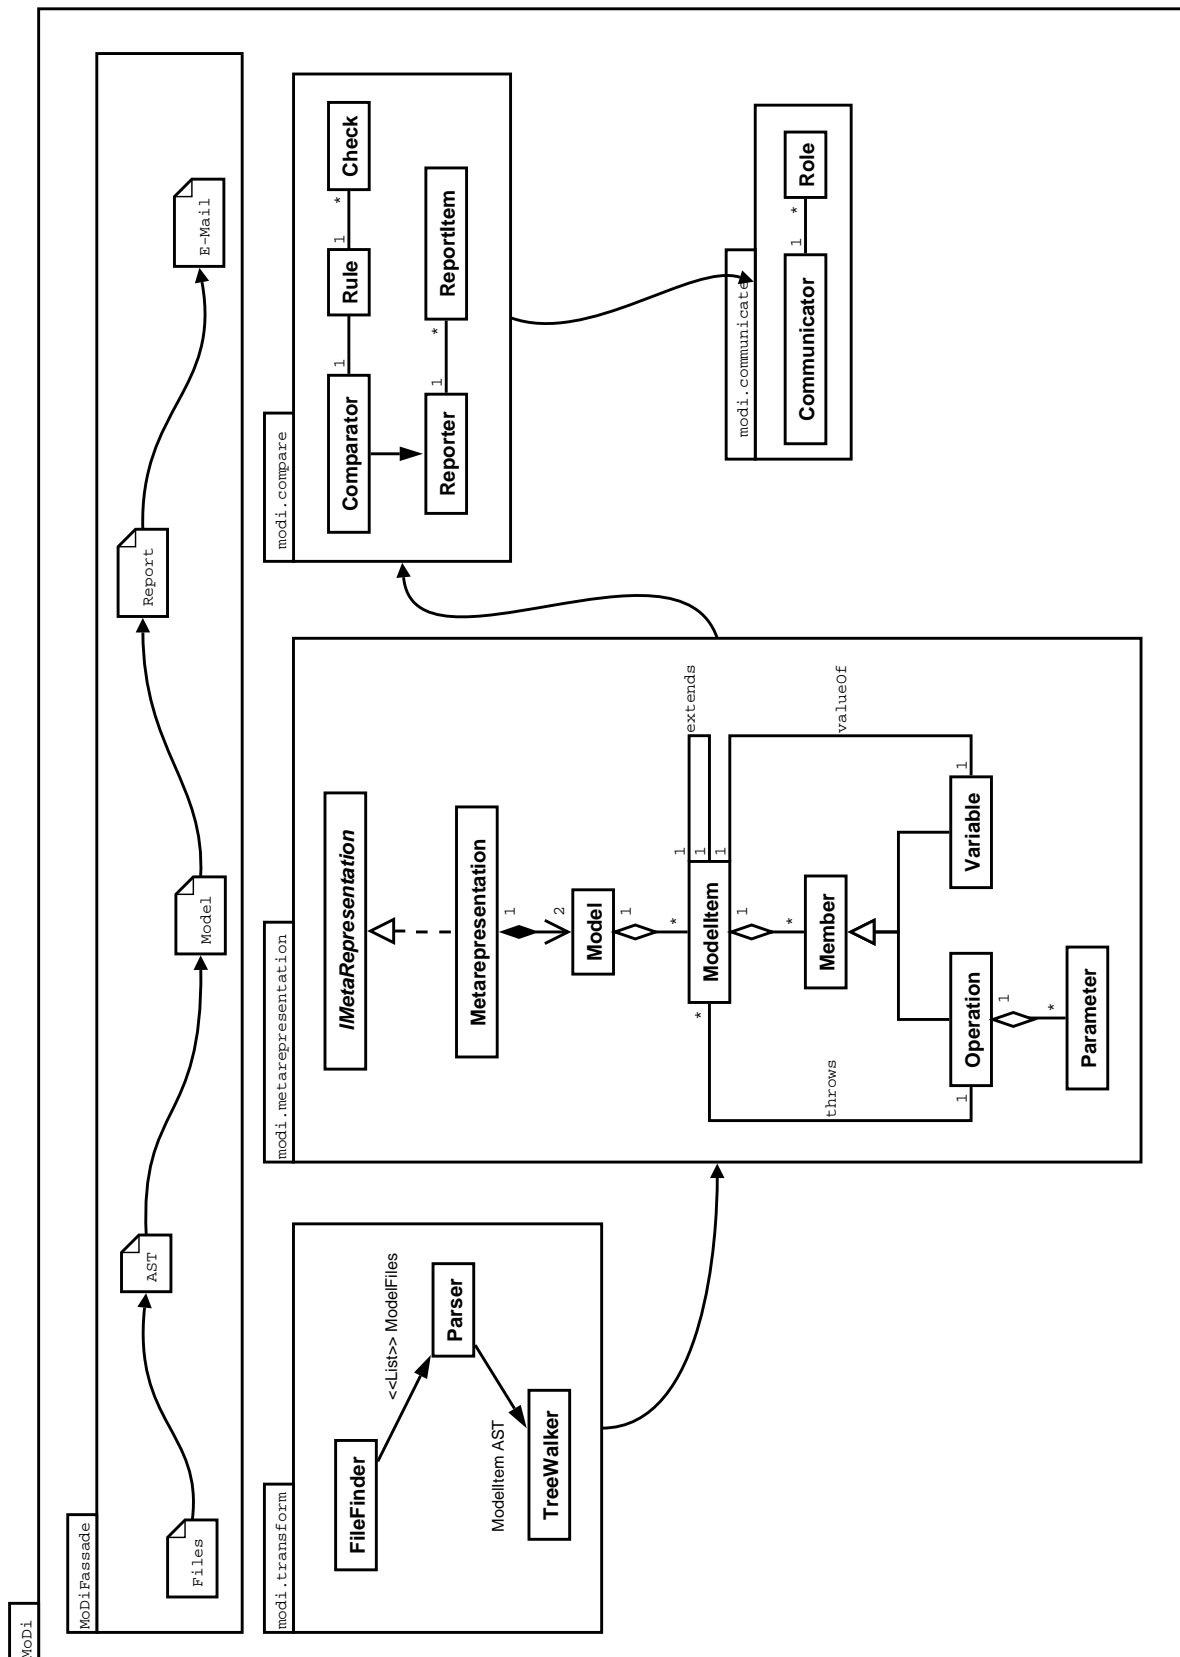 MoDi
MoDiFassade
Files
AST
Model
Report
E-Mail
modi.transform
FileFinder
<<List>> ModelFiles
Parser
ModelItem AST
TreeWalker
modi.metarepresentation
IMetaRepresentation
Metarepresentation
1
2
Model
1
*
extends
1
1
1
ModelItem
*
1
*
valueOf
throws
Member
1
Variable
1
Operation
1
*
Parameter
modi.compare
Comparator
1
Rule
1
*
Check
Reporter
1
*
ReportItem
modi.communicate
Communicator
1
*
Role